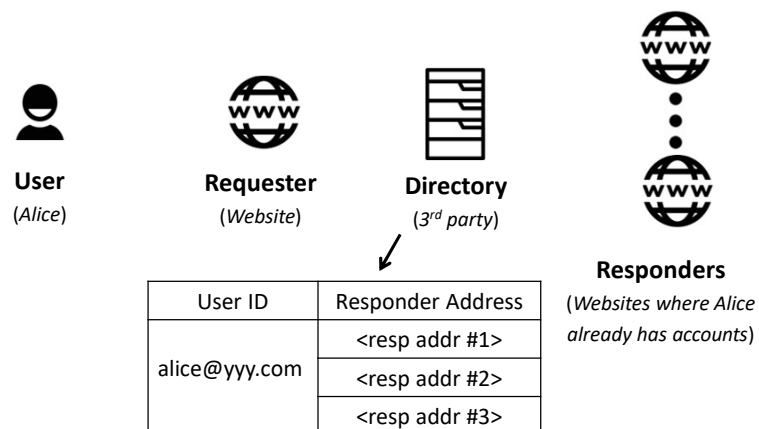 www
www
www
User
(Alice)
Requester
(Website)
Directory
(3rd party)
Responders
(Websites where Alice
already has accounts)
User ID
Responder Address
alice@yyy.com
<resp addr #1>
<resp addr #2>
<resp addr #3>